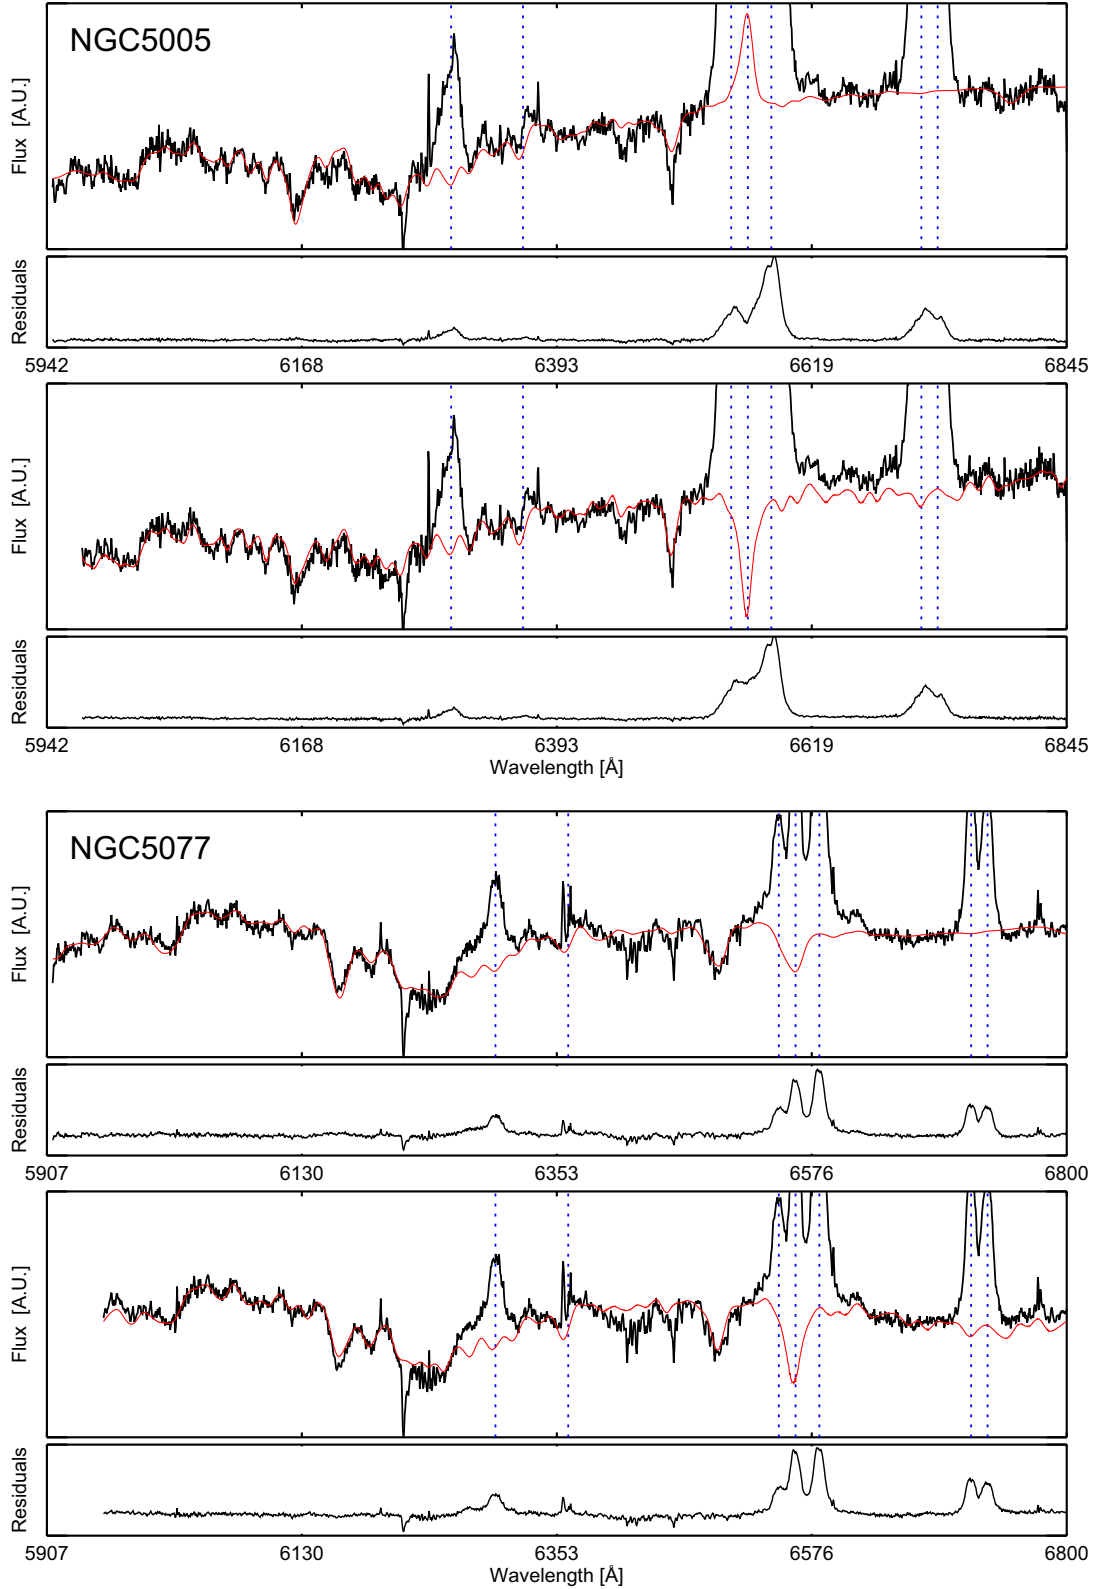 NGC5005
Flux [A.U.]
Residuals
5942 6168 6393 6619 6845
Flux [A.U.]
Residuals
5942 6168 6393 6619 6845
Wavelength [Å]
NGC5077
Flux [A.U.]
Residuals
5907 6130 6353 6576 6800
Flux [A.U.]
Residuals
5907 6130 6353 6576 6800
Wavelength [Å]